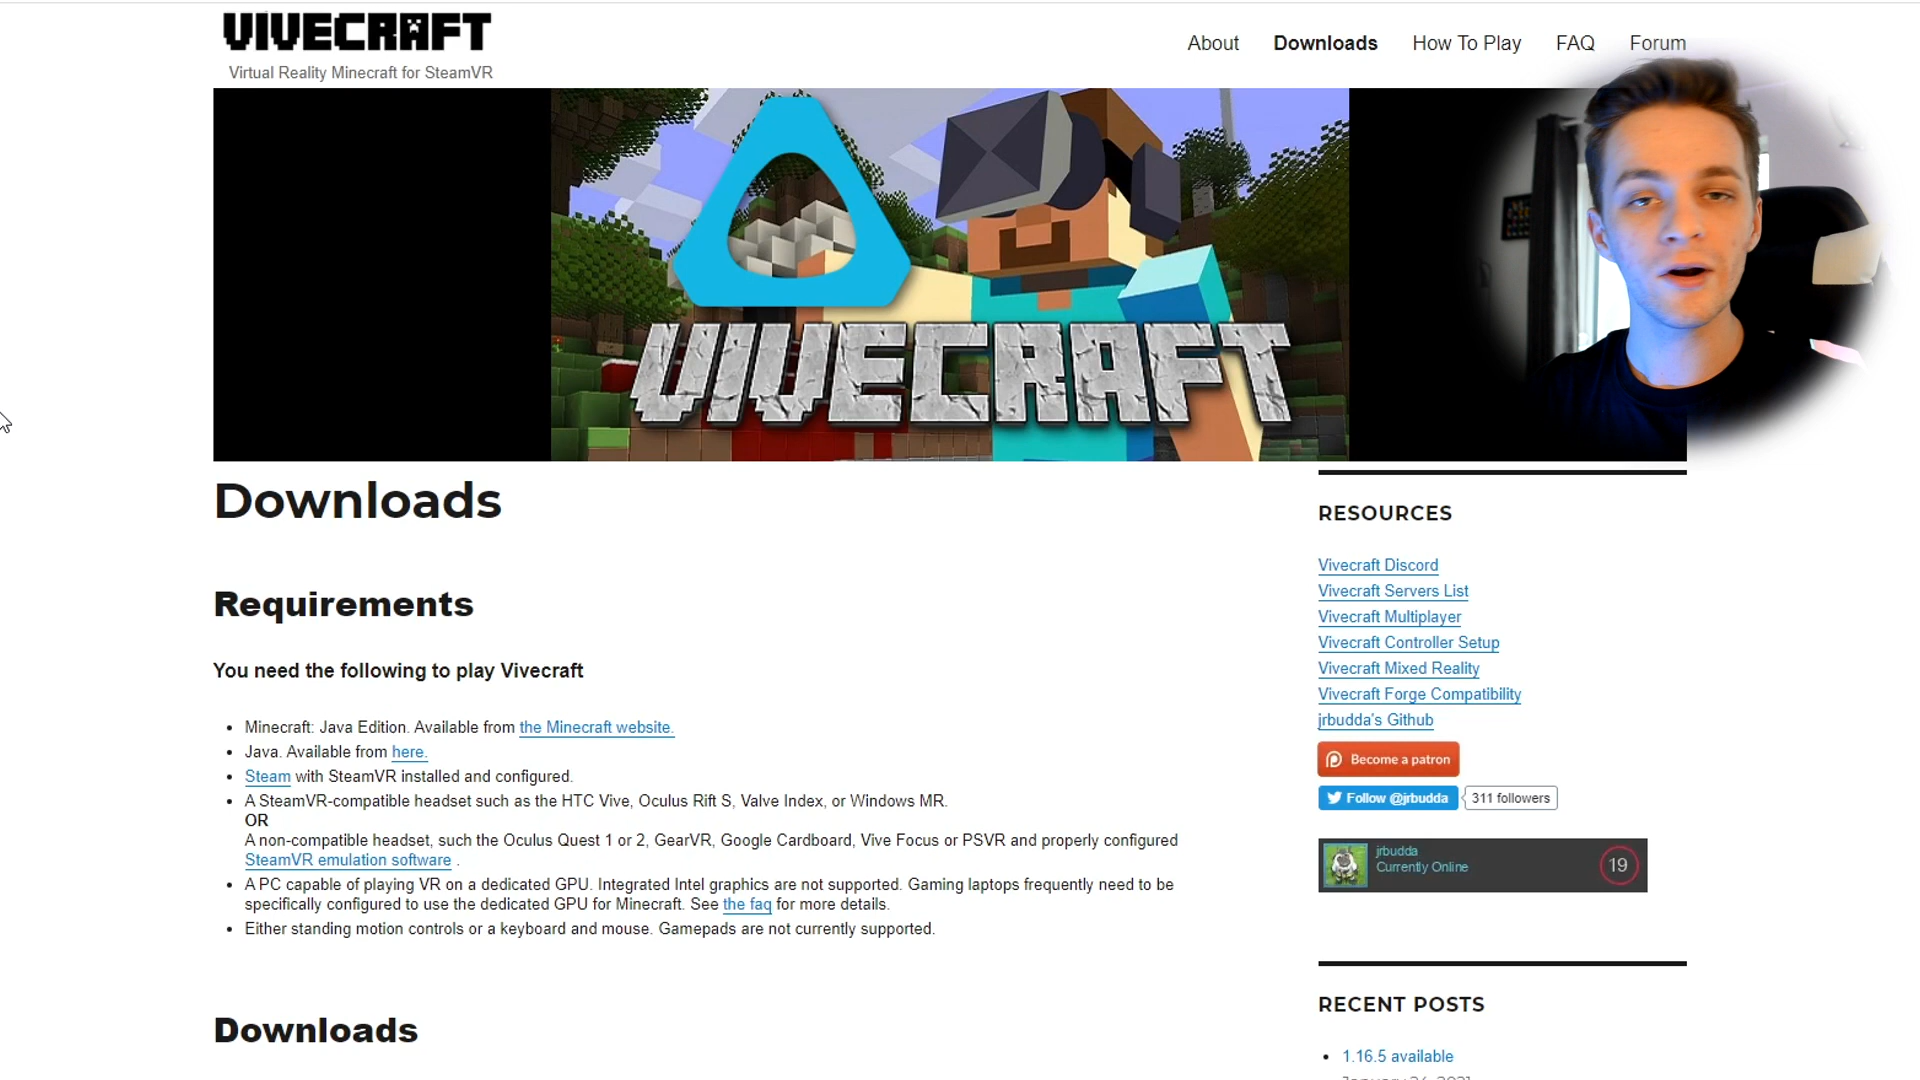 VIVECRAFT
Virtual Reality Minecraft for SteamVR
About Downloads How To Play FAQ Forum
VIVECRAFT
Downloads
Requirements
You need the following to play Vivecraft
Minecraft: Java Edition. Available from the Minecraft website.
Java. Available from here.
Steam with SteamVR installed and configured.
A SteamVR-compatible headset such as the HTC Vive, Oculus Rift S, Valve Index, or Windows MR.
OR
A non-compatible headset, such the Oculus Quest 1 or 2, GearVR, Google Cardboard, Vive Focus or PSVR and properly configured
SteamVR emulation software .
A PC capable of playing VR on a dedicated GPU. Integrated Intel graphics are not supported. Gaming laptops frequently need to be
specifically configured to use the dedicated GPU for Minecraft. See the faq for more details.
Either standing motion controls or a keyboard and mouse. Gamepads are not currently supported.
Downloads
RESOURCES
Vivecraft Discord
Vivecraft Servers List
Vivecraft Multiplayer
Vivecraft Controller Setup
Vivecraft Mixed Reality
Vivecraft Forge Compatibility
jrbudda's Github
Become a patron
Follow @jrbudda 311 followers
jrbudda
Currently Online
19
RECENT POSTS
1.16.5 available
January 24, 2021